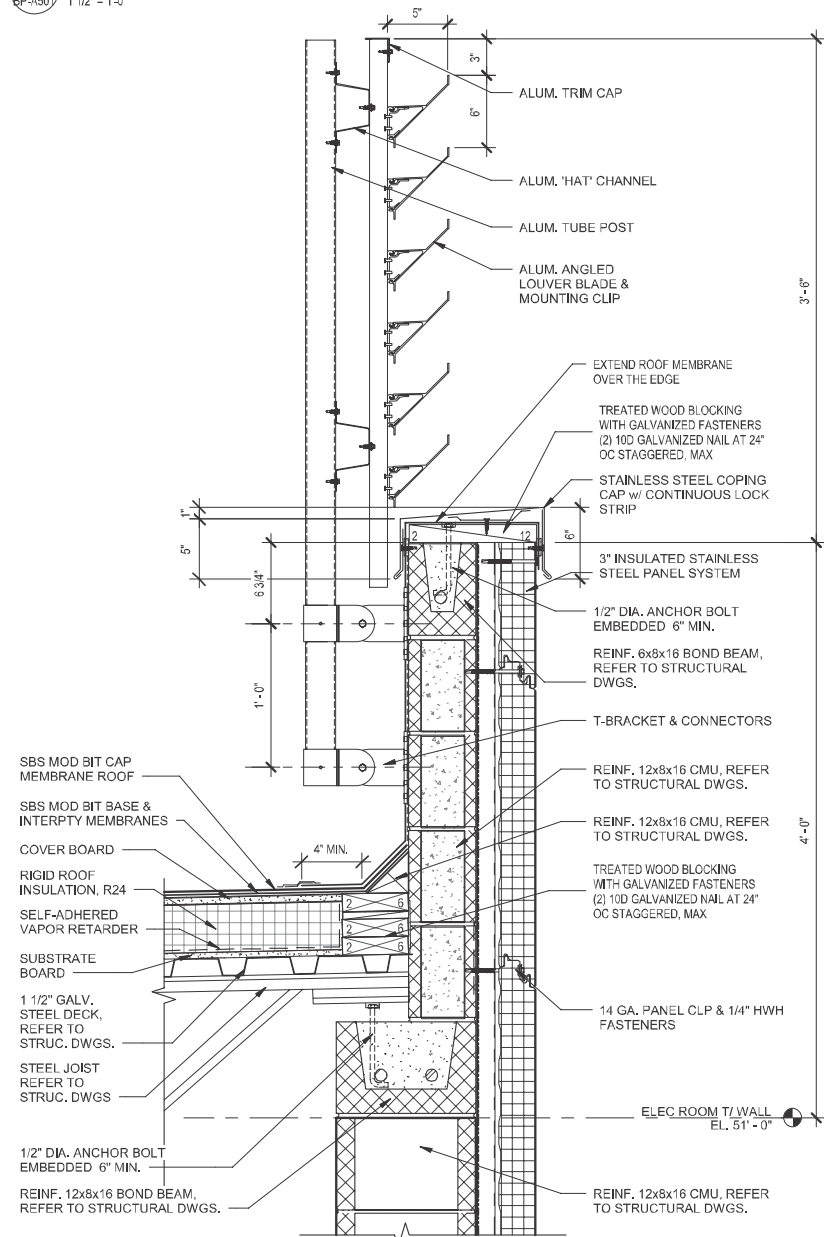 BP-A501 1 1/2" = 1'-0"
5"
3"
6"
ALUM. TRIM CAP
ALUM. 'HAT' CHANNEL
ALUM. TUBE POST
ALUM. ANGLED
LOUVER BLADE &
MOUNTING CLIP
3' - 6"
EXTEND ROOF MEMBRANE
OVER THE EDGE
TREATED WOOD BLOCKING
WITH GALVANIZED FASTENERS
(2) 10D GALVANIZED NAIL AT 24"
OC STAGGERED, MAX
STAINLESS STEEL COPING
CAP w/ CONTINUOUS LOCK
STRIP
1"
5"
6 3/4"
1' - 0"
2
12
6"
3" INSULATED STAINLESS
STEEL PANEL SYSTEM
1/2" DIA. ANCHOR BOLT
EMBEDDED 6" MIN.
REINF. 6x8x16 BOND BEAM,
REFER TO STRUCTURAL
DWGS.
T-BRACKET & CONNECTORS
REINF. 12x8x16 CMU, REFER
TO STRUCTURAL DWGS.
REINF. 12x8x16 CMU, REFER
TO STRUCTURAL DWGS.
TREATED WOOD BLOCKING
WITH GALVANIZED FASTENERS
(2) 10D GALVANIZED NAIL AT 24"
OC STAGGERED, MAX
4' - 0"
14 GA. PANEL CLP & 1/4" HWH
FASTENERS
ELEC ROOM T/ WALL
EL. 51' - 0"
REINF. 12x8x16 CMU, REFER
TO STRUCTURAL DWGS.
SBS MOD BIT CAP
MEMBRANE ROOF
SBS MOD BIT BASE &
INTERPTY MEMBRANES
COVER BOARD
RIGID ROOF
INSULATION, R24
SELF-ADHERED
VAPOR RETARDER
SUBSTRATE
BOARD
1 1/2" GALV.
STEEL DECK,
REFER TO
STRUC. DWGS.
STEEL JOIST
REFER TO
STRUC. DWGS
1/2" DIA. ANCHOR BOLT
EMBEDDED 6" MIN.
REINF. 12x8x16 BOND BEAM,
REFER TO STRUCTURAL DWGS.
4" MIN.
2 6
2 6
2 6